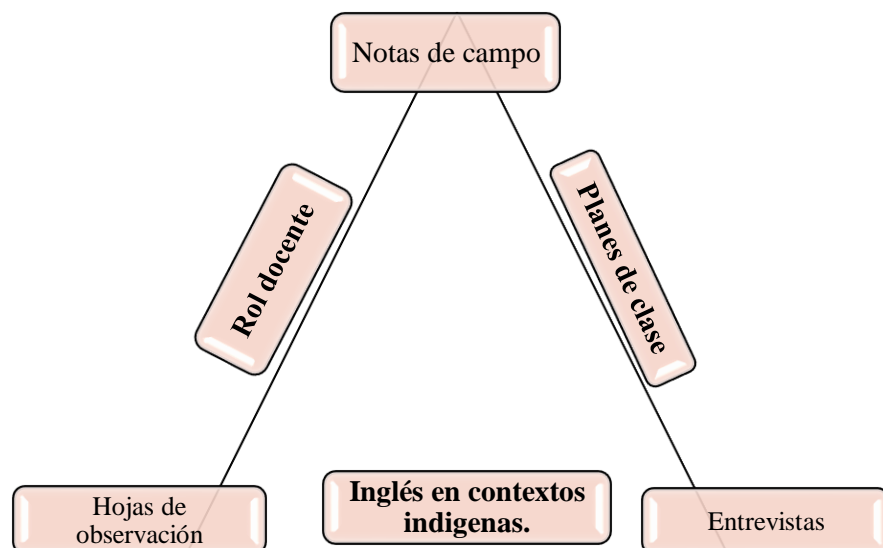 Notas de campo
Rol docente
Planes de clase
Hojas de
observación
Inglés en contextos
indigenas.
Entrevistas